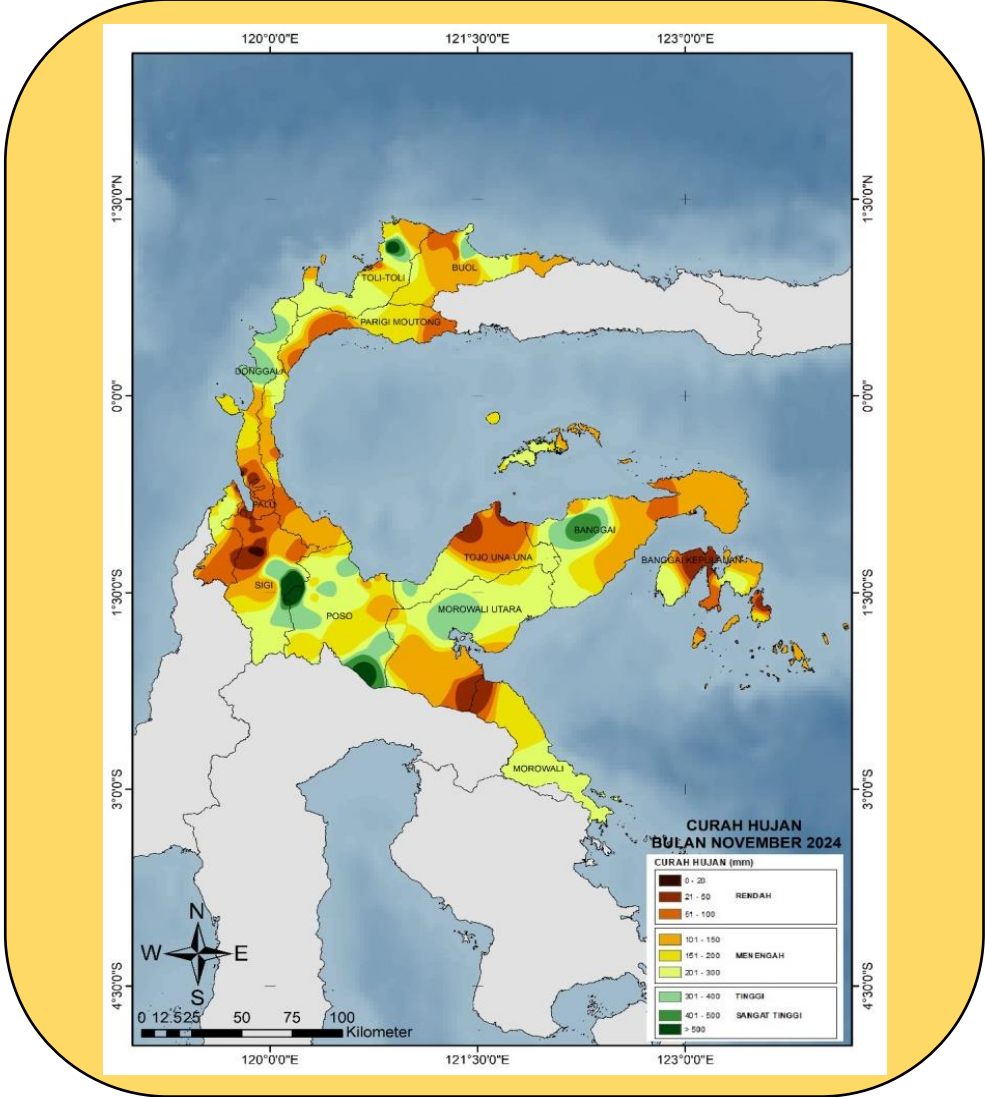 120°0'0"E 121°30'0"E 123°0'0"E
1°30'0"N 1°30'0"N
BUOL
TOLI-TOLI
PARIGI MOUTONG
DONGGALA
0°0'0" 0°0'0"
PALU
BANGGAI
TOJO UNA-UNA
BANGGAI KEPULAUAN
SIGI
1°30'0"S 1°30'0"S
MOROWALI UTARA
POSO
MOROWALI
3°0'0"S 3°0'0"S
CURAH HUJAN
BULAN NOVEMBER 2024
CURAH HUJAN (mm)
0 - 20
21 - 50 RENDAH
51 - 100
101 - 150
151 - 200 MENENGAH
201 - 300
301 - 400 TINGGI
401 - 500 SANGAT TINGGI
> 500
N
W E
S
4°30'0"S 4°30'0"S
0 12.525 50 75 100
Kilometer
120°0'0"E 121°30'0"E 123°0'0"E